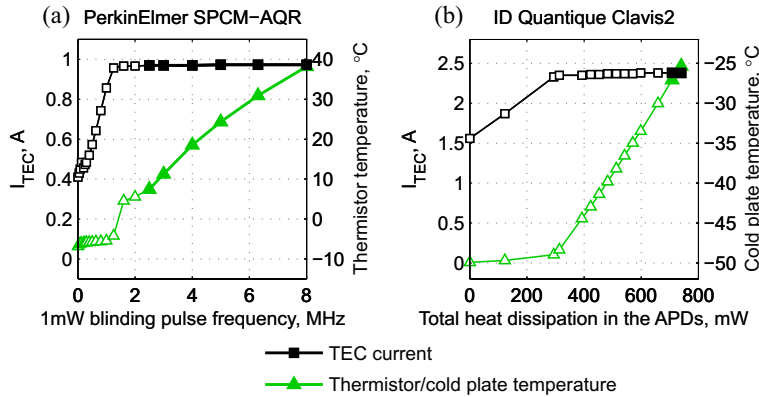 (a) PerkinElmer SPCM−AQR
1
0.8
0.6
0.4
0.2
0
I_TEC, A
40
30
20
10
0
−10
Thermistor temperature, °C
0 2 4 6 8
1mW blinding pulse frequency, MHz
(b) ID Quantique Clavis2
2.5
2
1.5
1
0.5
0
I_TEC, A
−25
−30
−35
−40
−45
−50
Cold plate temperature, °C
0 200 400 600 800
Total heat dissipation in the APDs, mW
TEC current
Thermistor/cold plate temperature